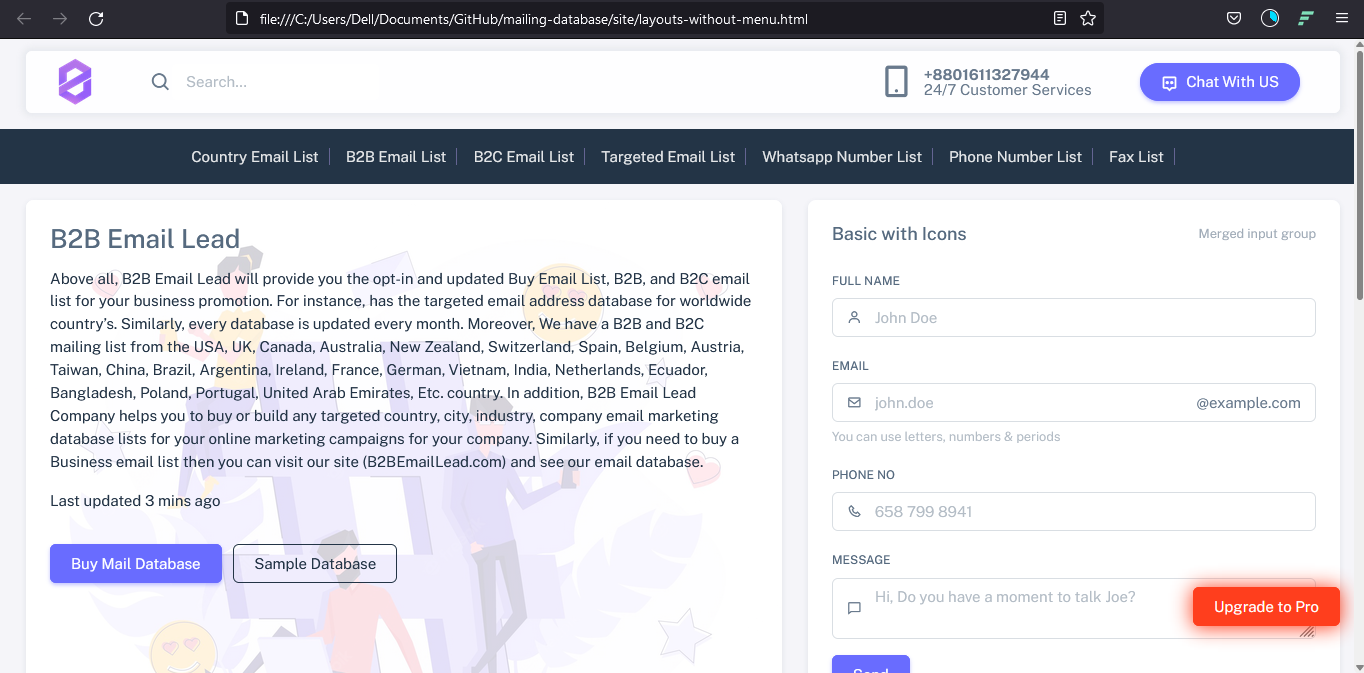 file:///C:/Users/Dell/Documents/GitHub/mailing-database/site/layouts-without-menu.html
Search...
+8801611327944
24/7 Customer Services
Chat With US
Country Email List
B2B Email List
B2C Email List
Targeted Email List
Whatsapp Number List
Phone Number List
Fax List
B2B Email Lead
Above all, B2B Email Lead will provide you the opt-in and updated Buy Email List, B2B, and B2C email
list for your business promotion. For instance, has the targeted email address database for worldwide
country’s. Similarly, every database is updated every month. Moreover, We have a B2B and B2C
mailing list from the USA, UK, Canada, Australia, New Zealand, Switzerland, Spain, Belgium, Austria,
Taiwan, China, Brazil, Argentina, Ireland, France, German, Vietnam, India, Netherlands, Ecuador,
Bangladesh, Poland, Portugal, United Arab Emirates, Etc. country. In addition, B2B Email Lead
Company helps you to buy or build any targeted country, city, industry, company email marketing
database lists for your online marketing campaigns for your company. Similarly, if you need to buy a
Business email list then you can visit our site (B2BEmailLead.com) and see our email database.
Last updated 3 mins ago
Buy Mail Database
Sample Database
Basic with Icons
Merged input group
FULL NAME
John Doe
EMAIL
john.doe
@example.com
You can use letters, numbers & periods
PHONE NO
658 799 8941
MESSAGE
Hi, Do you have a moment to talk Joe?
Upgrade to Pro
Send